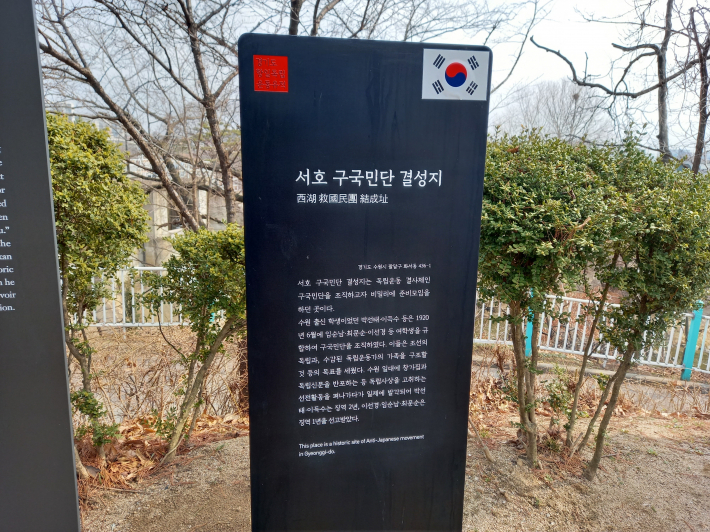 서호 구국민단 결성지
西湖 救國民團 結成址
경기도 수원시 팔달구 화서동 436-1
서호 구국민단 결성지는 독립운동 결사체인
구국민단을 조직하고자 비밀리에 준비모임을
하던 곳이다.
수원 출신 학생이었던 박선태·이득수 등은 1920
년 6월에 임순남·최문순·이선경 등 여학생을 규
합하여 구국민단을 조직하였다. 이들은 조선의
독립과, 수감된 독립운동가의 가족을 구조할
것 등의 목표를 세웠다. 수원 일대에 창가집과
독립신문을 반포하는 등 독립사상을 고취하는
선전활동을 펴나가다가 일제에 발각되어 박선
태·이득수는 징역 2년, 이선경·임순남·최문순은
징역 1년을 선고받았다.
This place is a historic site of Anti-Japanese movement
in Gyeonggi-do.
u."
the
kan
oric
n he
voir
sion.